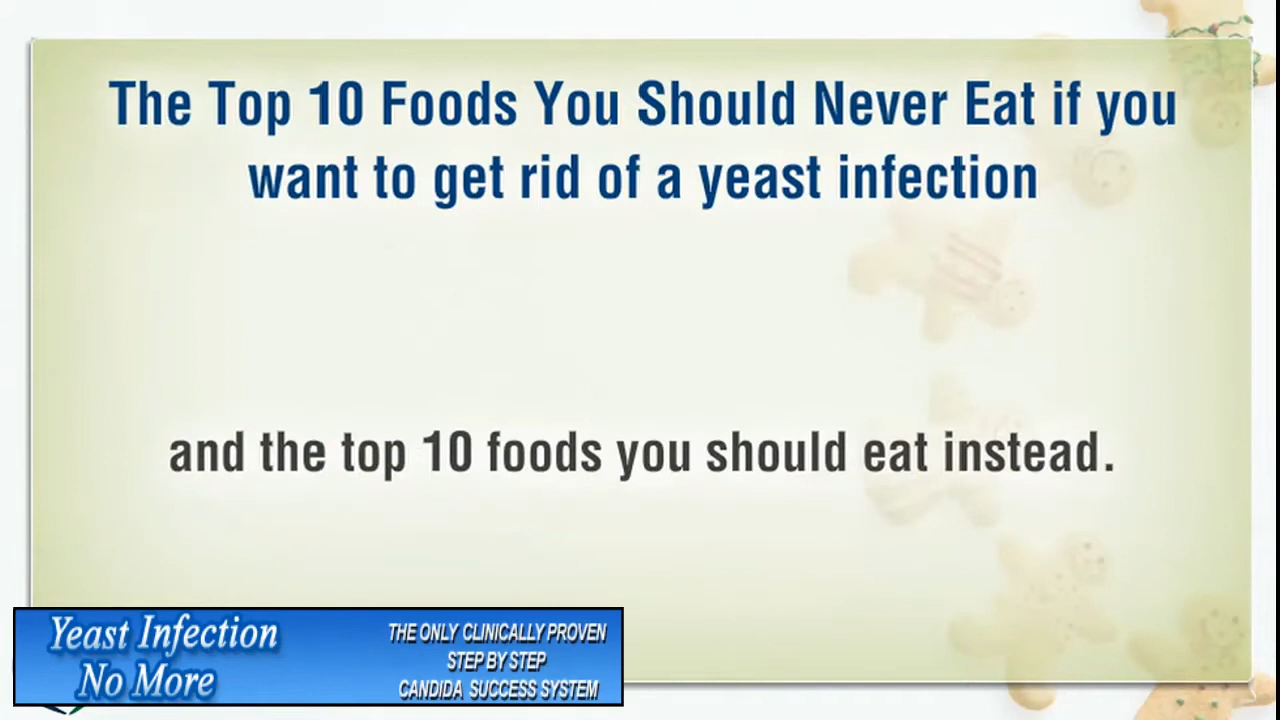 The Top 10 Foods You Should Never Eat if you
want to get rid of a yeast infection
and the top 10 foods you should eat instead.
Yeast Infection
No More
THE ONLY CLINICALLY PROVEN
STEP BY STEP
CANDIDA SUCCESS SYSTEM